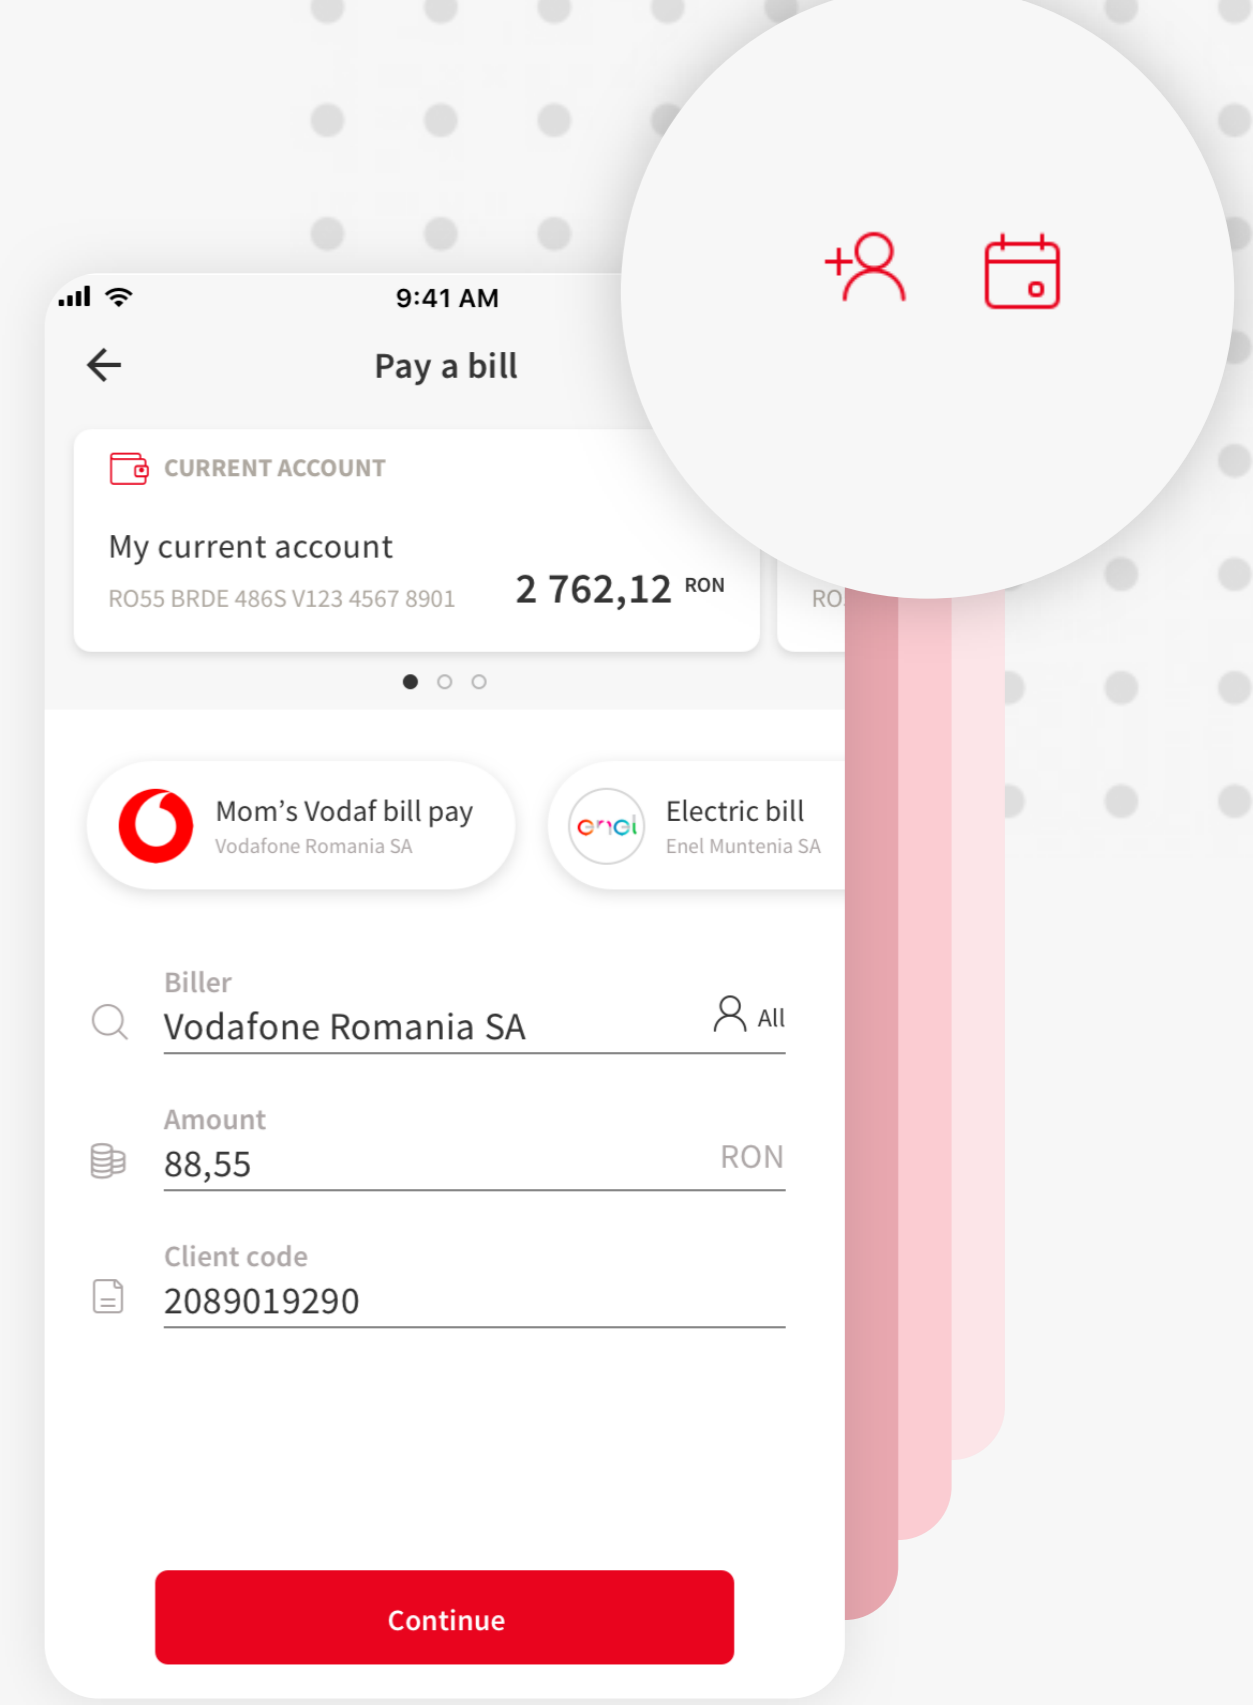 9:41 AM
Pay a bill
CURRENT ACCOUNT
My current account
RO55 BRDE 486S V123 4567 8901
2 762,12 RON
RO
Mom's Vodaf bill pay
Vodafone Romania SA
enel
Electric bill
Enel Muntenia SA
Biller
Vodafone Romania SA
All
Amount
88,55
RON
Client code
2089019290
Continue